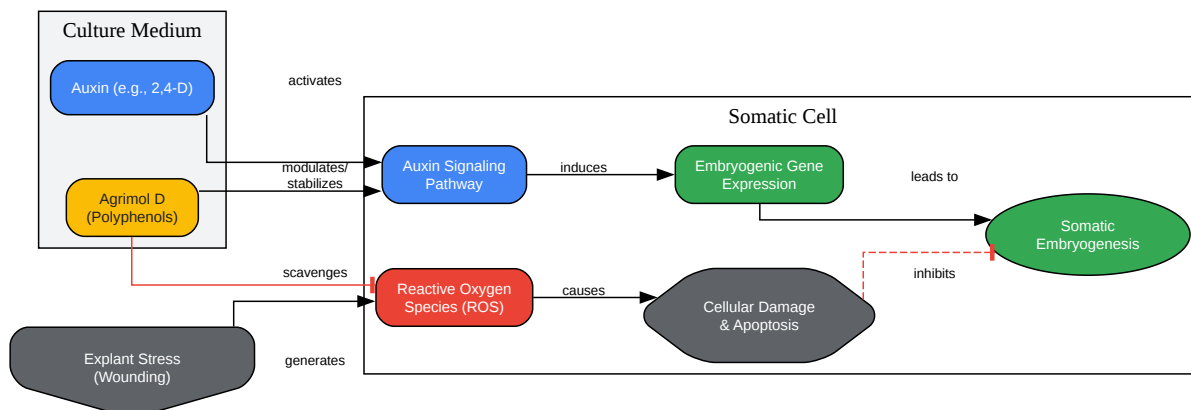 Culture Medium
Auxin (e.g., 2,4-D)
activates
Somatic Cell
Auxin Signaling
Pathway
modulates/
stabilizes
induces
Embryogenic Gene
Expression
leads to
Agrimol D
(Polyphenols)
Somatic
Embryogenesis
scavenges
Reactive Oxygen
Species (ROS)
causes
Cellular Damage
& Apoptosis
inhibits
Explant Stress
(Wounding)
generates